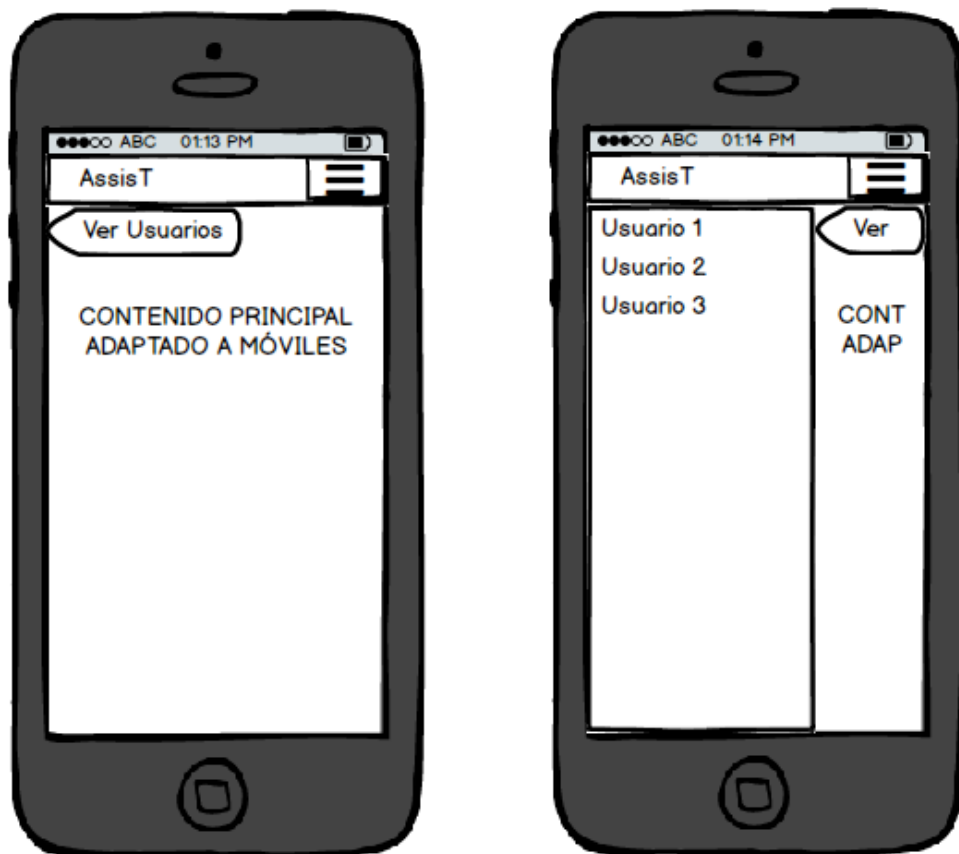 ABC 01:13 PM
AssisT
Ver Usuarios
CONTENIDO PRINCIPAL
ADAPTADO A MÓVILES
ABC 01:14 PM
AssisT
Usuario 1
Usuario 2
Usuario 3
Ver
CONT
ADAP